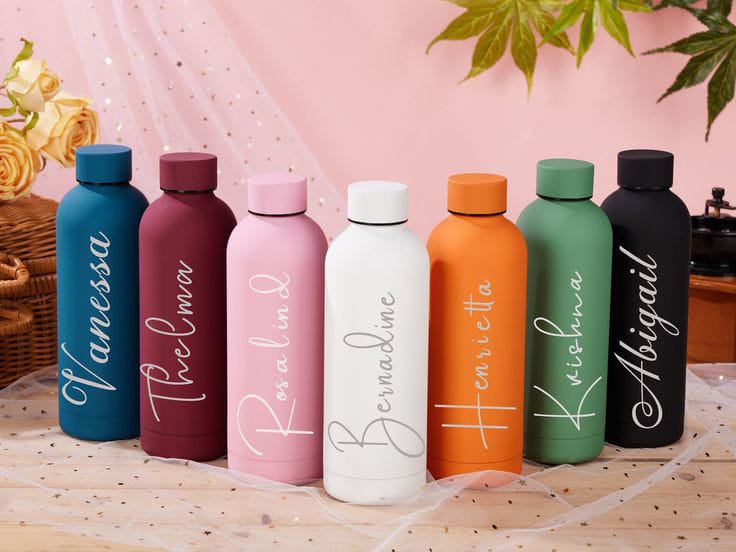 Vanessa
Thelma
Rosalind
Bernadine
Henrietta
Krishna
Abigail